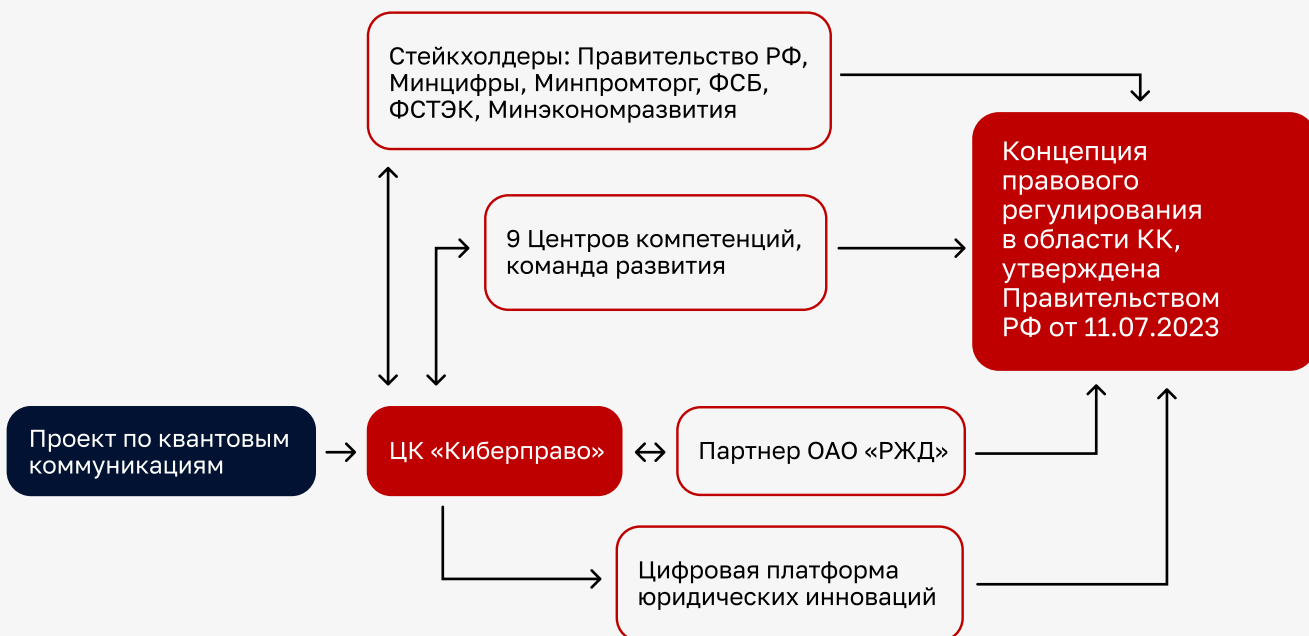 Стейкхолдеры: Правительство РФ,
Минцифры, Минпромторг, ФСБ,
ФСТЭК, Минэкономразвития
Концепция
правового
регулирования
в области КК,
утверждена
Правительством
РФ от 11.07.2023
9 Центров компетенций,
команда развития
Проект по квантовым
коммуникациям
ЦК «Киберправо»
Партнер ОАО «РЖД»
Цифровая платформа
юридических инноваций